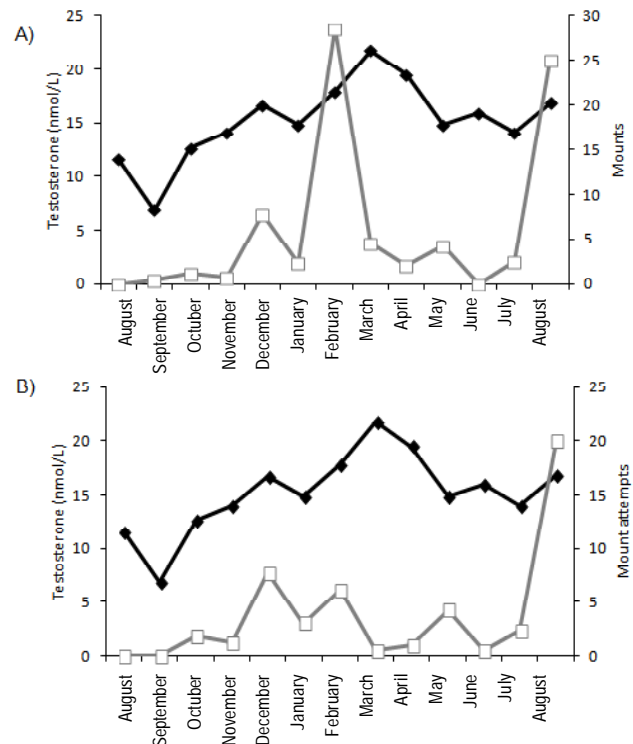 A)
Testosterone (nmol/L)
25
20
15
10
5
0
30
25
20
15
10
5
0
Mounts
August
September
Octuber
November
December
January
February
March
April
May
June
July
August
B)
Testosterone (nmol/L)
25
20
15
10
5
0
25
20
15
10
5
0
Mount attempts
August
September
Octuber
November
December
January
February
March
April
May
June
July
August